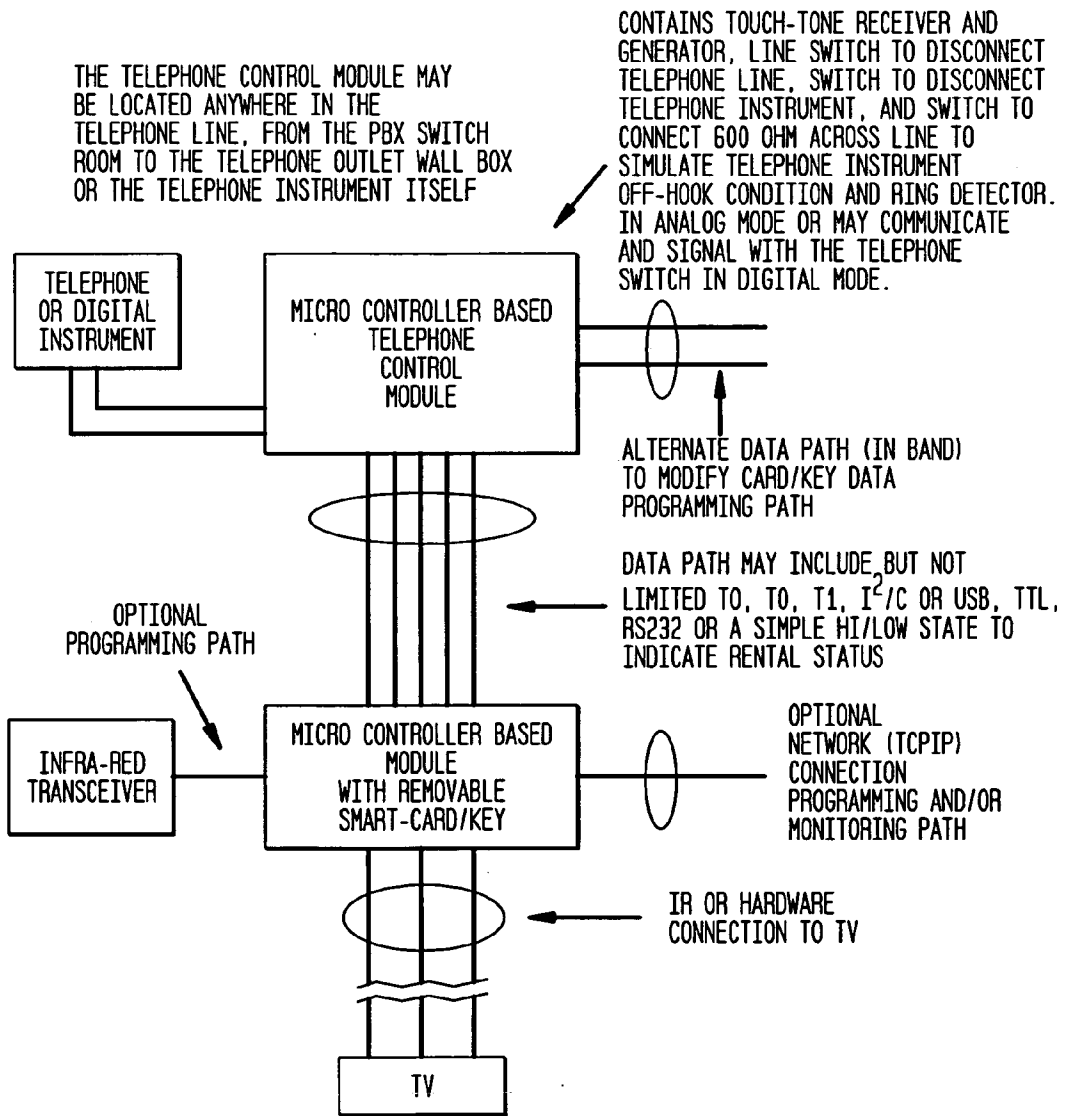 THE TELEPHONE CONTROL MODULE MAY
BE LOCATED ANYWHERE IN THE
TELEPHONE LINE, FROM THE PBX SWITCH
ROOM TO THE TELEPHONE OUTLET WALL BOX
OR THE TELEPHONE INSTRUMENT ITSELF
CONTAINS TOUCH-TONE RECEIVER AND
GENERATOR, LINE SWITCH TO DISCONNECT
TELEPHONE LINE, SWITCH TO DISCONNECT
TELEPHONE INSTRUMENT, AND SWITCH TO
CONNECT 600 OHM ACROSS LINE TO
SIMULATE TELEPHONE INSTRUMENT
OFF-HOOK CONDITION AND RING DETECTOR.
IN ANALOG MODE OR MAY COMMUNICATE
AND SIGNAL WITH THE TELEPHONE
SWITCH IN DIGITAL MODE.
TELEPHONE
OR DIGITAL
INSTRUMENT
MICRO CONTROLLER BASED
TELEPHONE
CONTROL
MODULE
ALTERNATE DATA PATH (IN BAND)
TO MODIFY CARD/KEY DATA
PROGRAMMING PATH
DATA PATH MAY INCLUDE, BUT NOT
LIMITED TO, TO, T1, I²/C OR USB, TTL,
RS232 OR A SIMPLE HI/LOW STATE TO
INDICATE RENTAL STATUS
OPTIONAL
PROGRAMMING PATH
INFRA-RED
TRANSCEIVER
MICRO CONTROLLER BASED
MODULE
WITH REMOVABLE
SMART-CARD/KEY
OPTIONAL
NETWORK (TCPIP)
CONNECTION
PROGRAMMING AND/OR
MONITORING PATH
IR OR HARDWARE
CONNECTION TO TV
TV